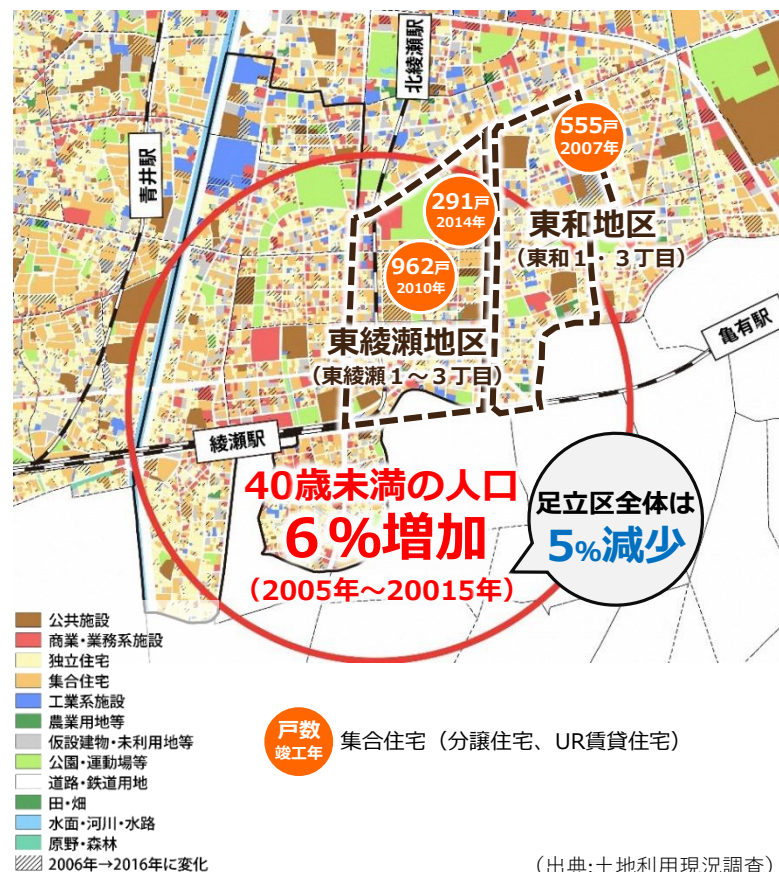 北綾瀬駅
青井駅
555戸
2007年
291戸
2014年
962戸
2010年
東和地区
（東和１・３丁目）
東綾瀬地区
（東綾瀬１～３丁目）
亀有駅
綾瀬駅
40歳未満の人口
６％増加
（2005年～20015年）
足立区全体は
5%減少
公共施設
商業・業務系施設
独立住宅
集合住宅
工業系施設
農業用地等
仮設建物・未利用地等
公園・運動場等
道路・鉄道用地
田・畑
水面・河川・水路
原野・森林
2006年→2016年に変化
戸数
竣工年
集合住宅（分譲住宅、UR賃貸住宅）
（出典:土地利用現況調査）